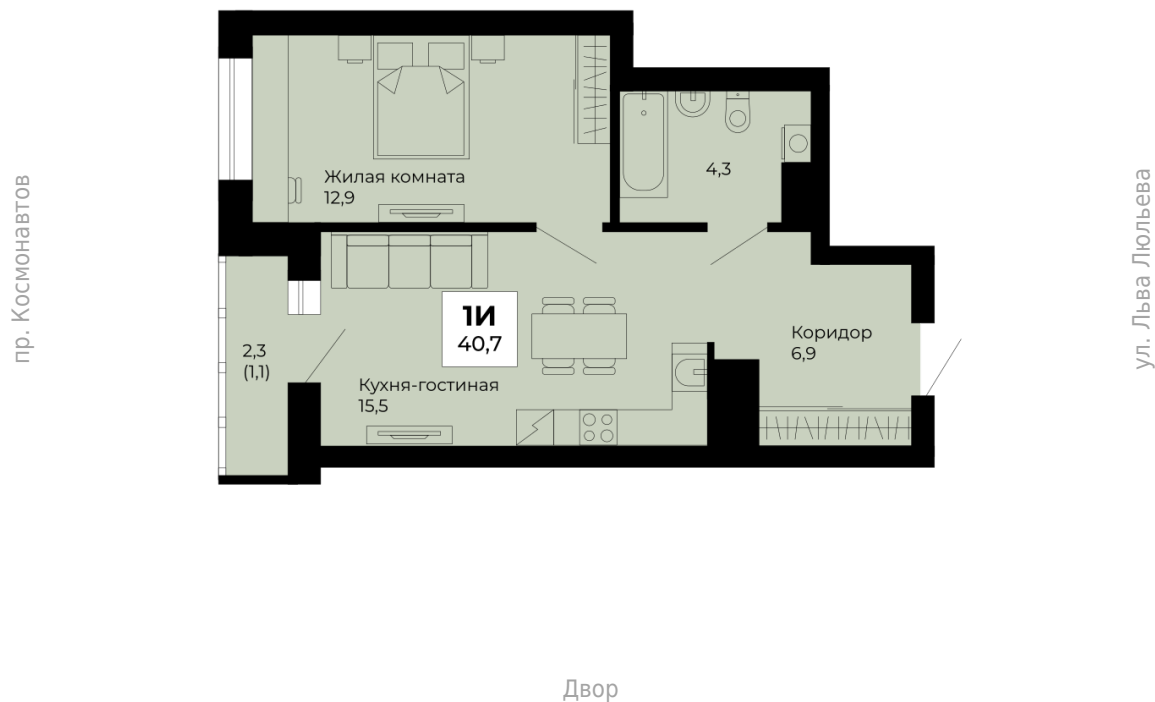 Жилая комната
12,9
4,3
1И
40,7
2,3
(1,1)
Кухня-гостиная
15,5
Коридор
6,9
пр. Космонавтов
ул. Льва Люльева
Двор